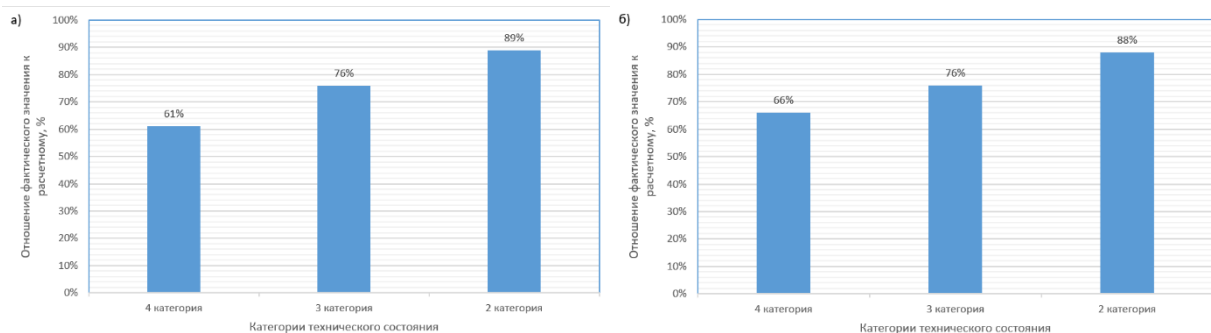 а)
Отношение фактического значения к
расчетному, %
100%
90%
80%
70%
60%
50%
40%
30%
20%
10%
0%
61%
76%
89%
4 категория
3 категория
2 категория
Категории технического состояния
б)
Отношение фактического значения к
расчетному, %
100%
90%
80%
70%
60%
50%
40%
30%
20%
10%
0%
66%
76%
88%
4 категория
3 категория
2 категория
Категории технического состояния